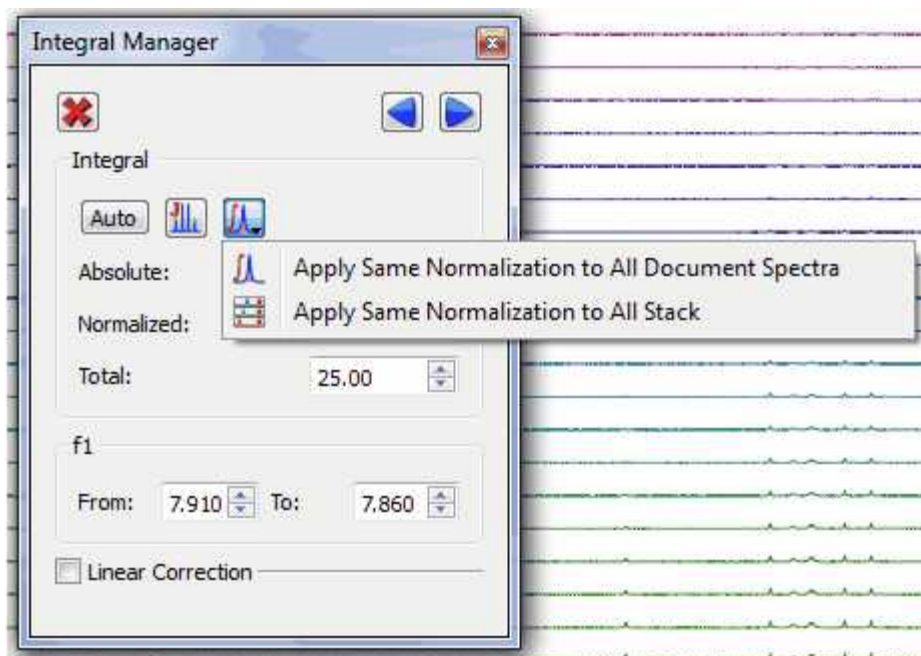 Integral Manager
Integral
Auto
Apply Same Normalization to All Document Spectra
Absolute:
Apply Same Normalization to All Stack
Normalized:
Total: 25.00
f1
From: 7.910 To: 7.860
Linear Correction